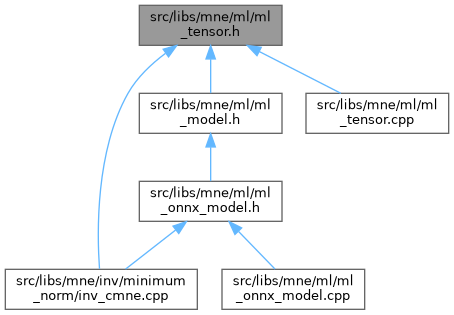 src/libs/mne/ml/ml
_tensor.h
src/libs/mne/ml/ml
_model.h
src/libs/mne/ml/ml
_tensor.cpp
src/libs/mne/ml/ml
_onnx_model.h
src/libs/mne/inv/minimum
_norm/inv_cmne.cpp
src/libs/mne/ml/ml
_onnx_model.cpp